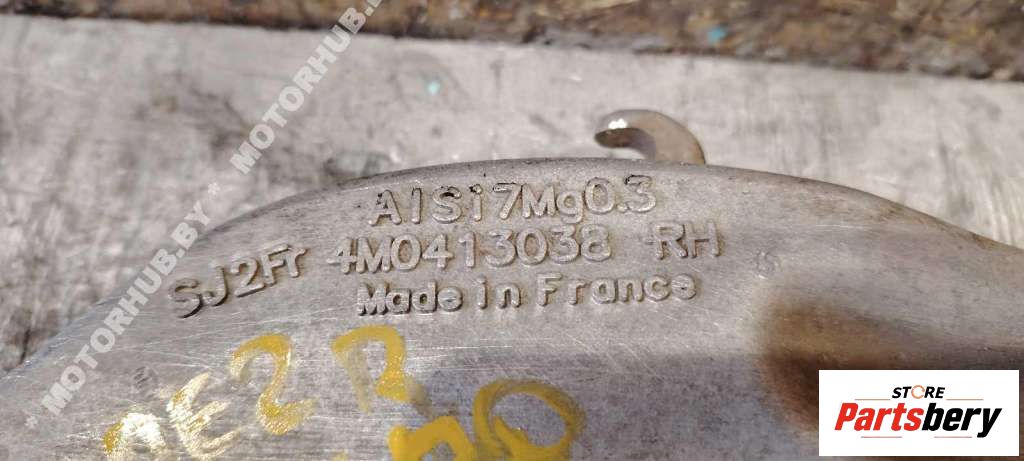 AlSi7Mg0.3
SJ2Fr 4M0413038 RH
Made in France
* MOTORHUB.BY * MOTORHUB.BY
STORE
Partsbery